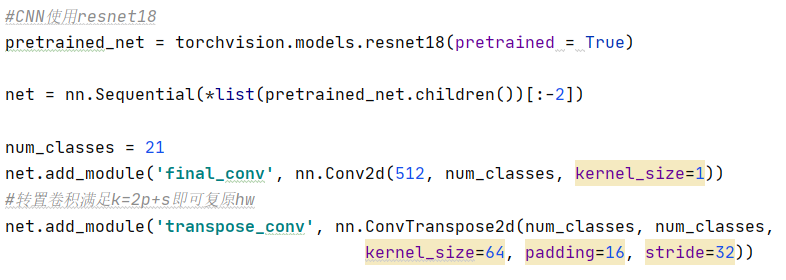 #CNN使用resnet18
pretrained_net = torchvision.models.resnet18(pretrained = True)
net = nn.Sequential(*list(pretrained_net.children())[:-2])
num_classes = 21
net.add_module('final_conv', nn.Conv2d(512, num_classes, kernel_size=1))
#转置卷积满足k=2p+s即可复原hw
net.add_module('transpose_conv', nn.ConvTranspose2d(num_classes, num_classes,
kernel_size=64, padding=16, stride=32))